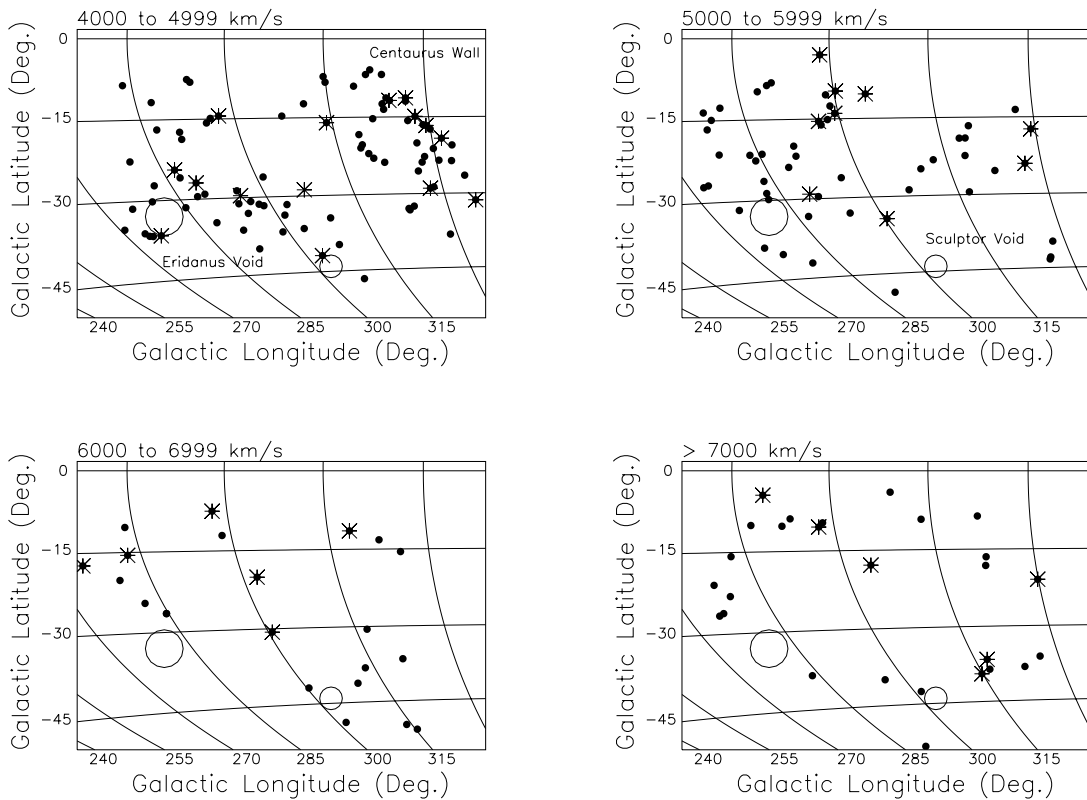 4000 to 4999 km/s
Galactic Latitude (Deg.)
0
-15
-30
-45
Centaurus Wall
Eridanus Void
240 255 270 285 300 315
Galactic Longitude (Deg.)
5000 to 5999 km/s
Galactic Latitude (Deg.)
0
-15
-30
-45
Sculptor Void
240 255 270 285 300 315
Galactic Longitude (Deg.)
6000 to 6999 km/s
Galactic Latitude (Deg.)
0
-15
-30
-45
240 255 270 285 300 315
Galactic Longitude (Deg.)
> 7000 km/s
Galactic Latitude (Deg.)
0
-15
-30
-45
240 255 270 285 300 315
Galactic Longitude (Deg.)